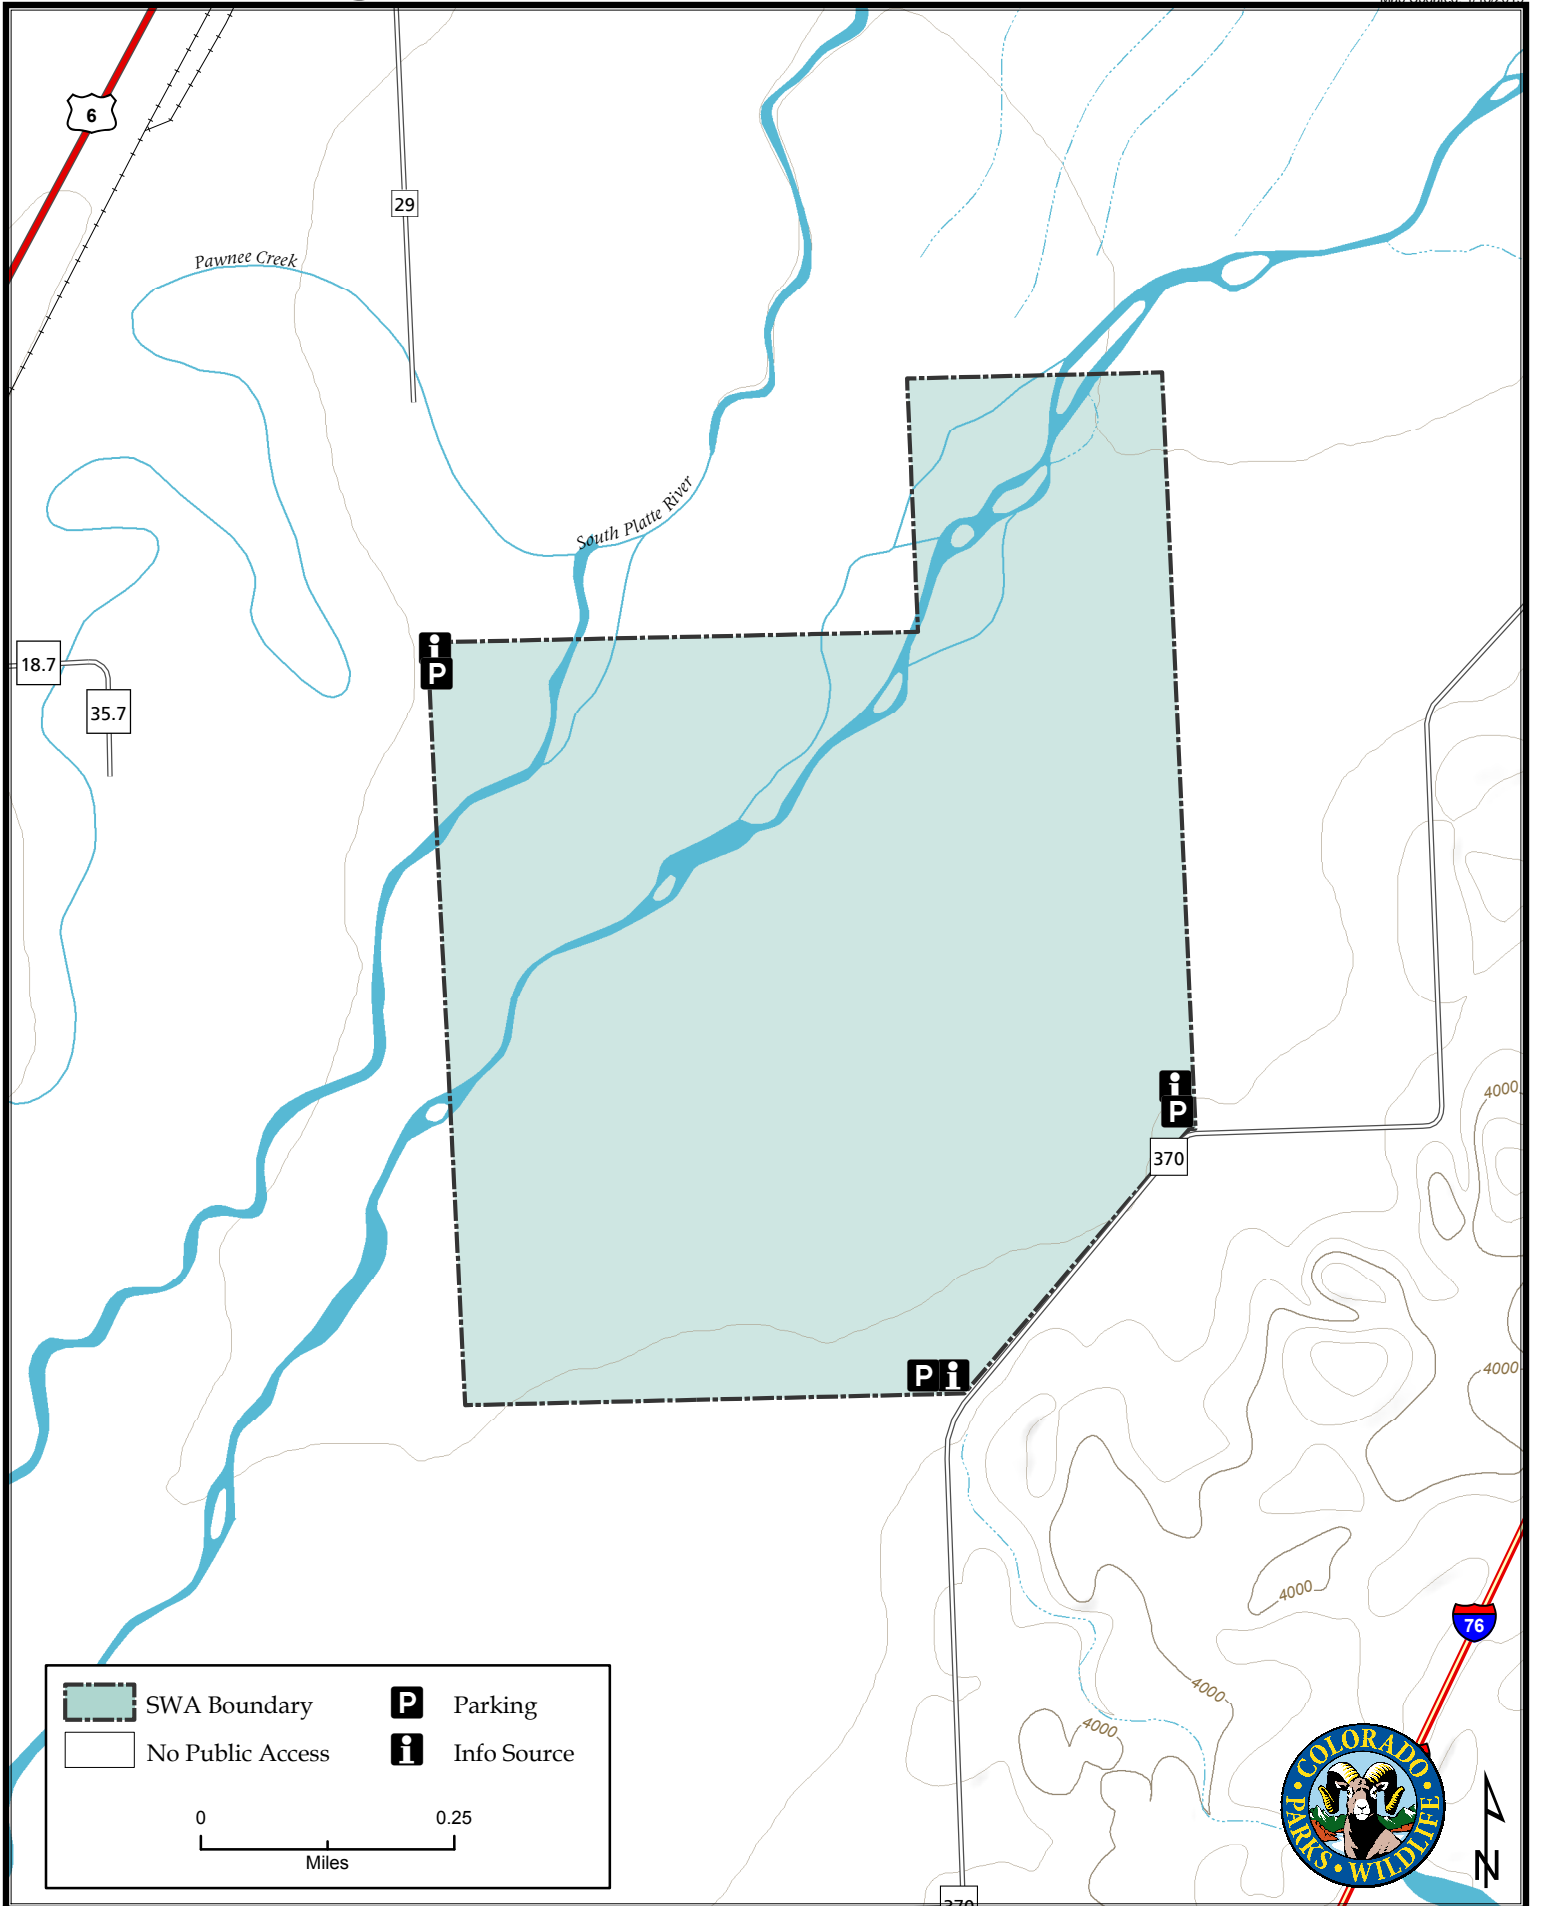 6
29
Pawnee Creek
South Platte River
i
P
18.7
35.7
i
P
370
4000
4000
P i
4000
76
4000
4000
SWA Boundary
P Parking
No Public Access
i Info Source
0 0.25
Miles
COLORADO
PARKS • WILDLIFE
N
370